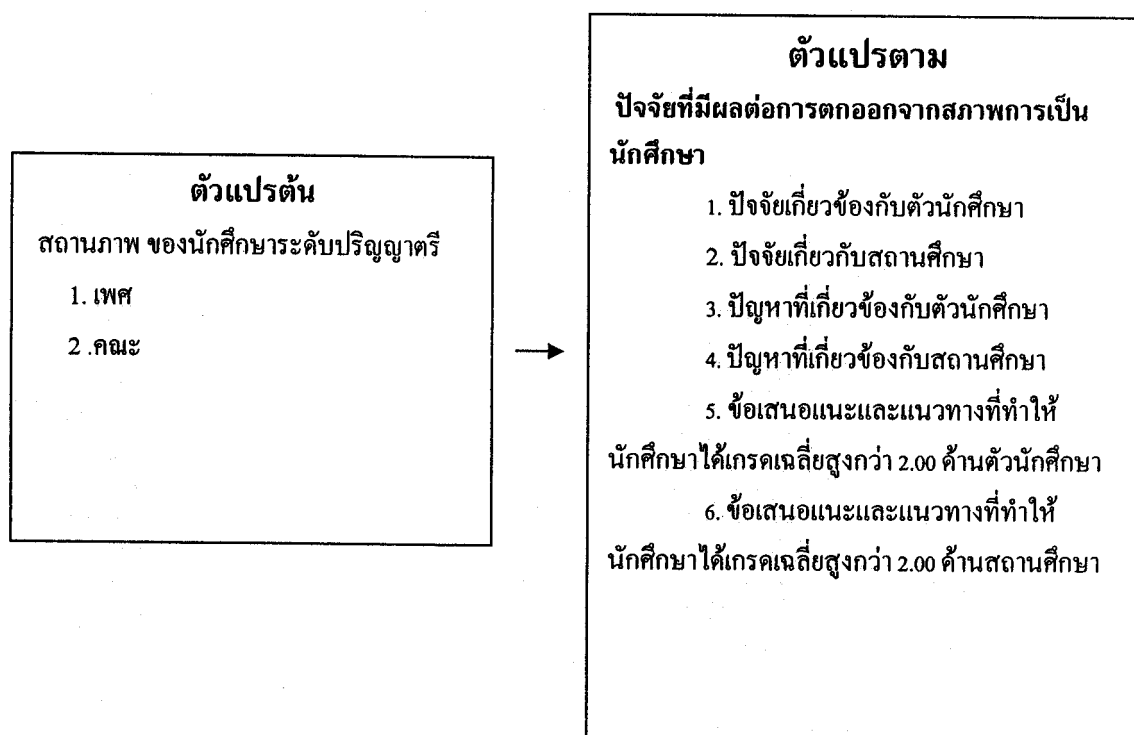 ตัวแปรต้น
สถานภาพ ของนักศึกษาระดับปริญญาตรี
1. เพศ
2 .คณะ
ตัวแปรตาม
ปัจจัยที่มีผลต่อการตกออกจากสภาพการเป็น
นักศึกษา
1. ปัจจัยเกี่ยวข้องกับตัวนักศึกษา
2. ปัจจัยเกี่ยวกับสถานศึกษา
3. ปัญหาที่เกี่ยวข้องกับตัวนักศึกษา
4. ปัญหาที่เกี่ยวข้องกับสถานศึกษา
5. ข้อเสนอแนะและแนวทางที่ทำให้
นักศึกษาได้เกรดเฉลี่ยสูงกว่า 2.00 ด้านตัวนักศึกษา
6. ข้อเสนอแนะและแนวทางที่ทำให้
นักศึกษาได้เกรดเฉลี่ยสูงกว่า 2.00 ด้านสถานศึกษา